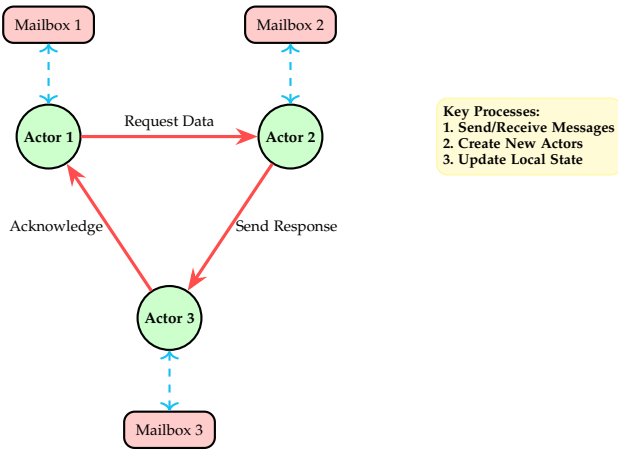 Mailbox 1
Mailbox 2
Request Data
Actor 1
Actor 2
Key Processes:
1. Send/Receive Messages
2. Create New Actors
3. Update Local State
Acknowledge
Send Response
Actor 3
Mailbox 3